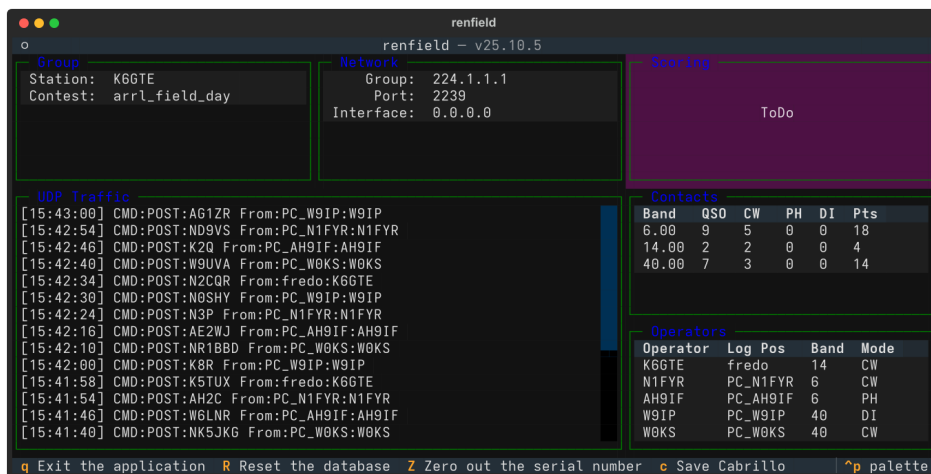 renfield
renfield — v25.10.5
Group
Station: K6GTE
Contest: arrl_field_day
Network
Group: 224.1.1.1
Port: 2239
Interface: 0.0.0.0
Scoring
ToDo
UDP Traffic
[15:43:00] CMD:POST:AG1ZR From:PC_W9IP:W9IP
[15:42:54] CMD:POST:ND9VS From:PC_N1FYR:N1FYR
[15:42:46] CMD:POST:K2Q From:PC_AH9IF:AH9IF
[15:42:40] CMD:POST:W9UVA From:PC_W0KS:W0KS
[15:42:34] CMD:POST:N2CQR From:fredo:K6GTE
[15:42:30] CMD:POST:N0SHY From:PC_W9IP:W9IP
[15:42:24] CMD:POST:N3P From:PC_N1FYR:N1FYR
[15:42:16] CMD:POST:AE2WJ From:PC_AH9IF:AH9IF
[15:42:10] CMD:POST:NR1BBD From:PC_W0KS:W0KS
[15:42:00] CMD:POST:K8R From:PC_W9IP:W9IP
[15:41:58] CMD:POST:K5TUX From:fredo:K6GTE
[15:41:54] CMD:POST:AH2C From:PC_N1FYR:N1FYR
[15:41:46] CMD:POST:W6LNR From:PC_AH9IF:AH9IF
[15:41:40] CMD:POST:NK5JKG From:PC_W0KS:W0KS
Contacts
Band QSO CW PH DI Pts
6.00 9 5 0 0 18
14.00 2 2 0 0 4
40.00 7 3 0 0 14
Operators
Operator Log Pos Band Mode
K6GTE fredo 14 CW
N1FYR PC_N1FYR 6 CW
AH9IF PC_AH9IF 6 PH
W9IP PC_W9IP 40 DI
W0KS PC_W0KS 40 CW
q Exit the application R Reset the database Z Zero out the serial number c Save Cabrillo ^p palette